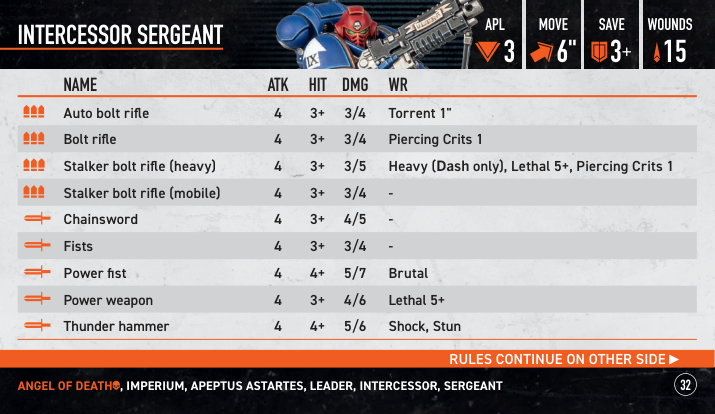 INTERCESSOR SERGEANT
APL MOVE SAVE WOUNDS
3 6" 3+ 15
IX
NAME ATK HIT DMG WR
Auto bolt rifle 4 3+ 3/4 Torrent 1"
Bolt rifle 4 3+ 3/4 Piercing Crits 1
Stalker bolt rifle (heavy) 4 3+ 3/5 Heavy (Dash only), Lethal 5+, Piercing Crits 1
Stalker bolt rifle (mobile) 4 3+ 3/4 -
Chainsword 4 3+ 4/5 -
Fists 4 3+ 3/4 -
Power fist 4 4+ 5/7 Brutal
Power weapon 4 3+ 4/6 Lethal 5+
Thunder hammer 4 4+ 5/6 Shock, Stun
RULES CONTINUE ON OTHER SIDE ▶
ANGEL OF DEATH, IMPERIUM, APEPTUS ASTARTES, LEADER, INTERCESSOR, SERGEANT 32